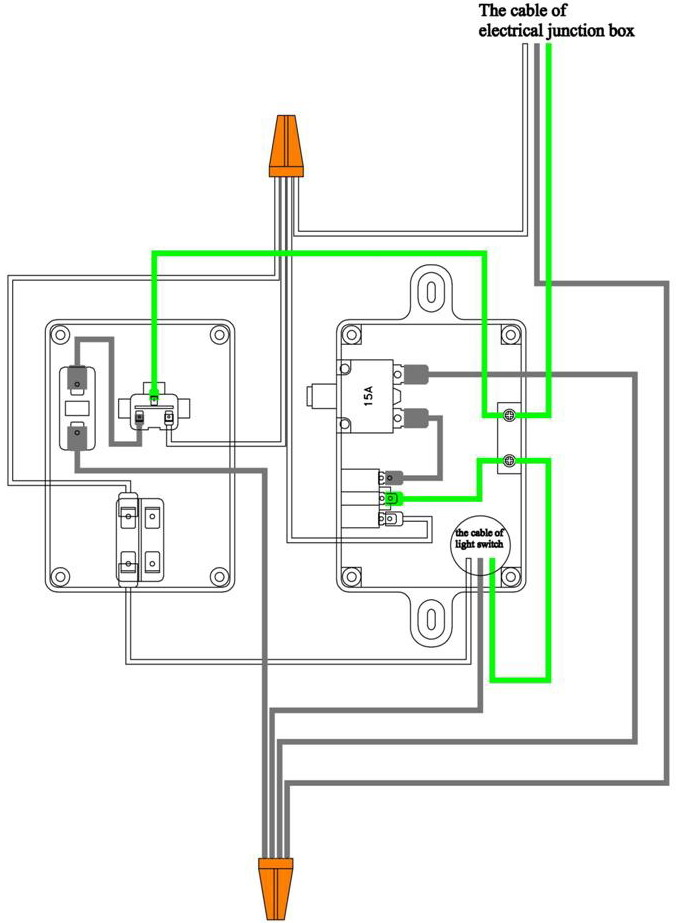 The cable of
electrical junction box
15A
the cable of
light switch